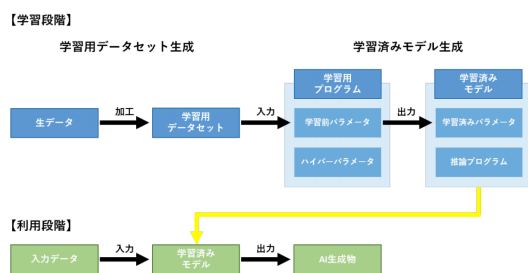 【学習段階】
学習用データセット生成
学習済みモデル生成
生データ
加工
学習用
データセット
入力
学習用
プログラム
学習前パラメータ
ハイパーパラメータ
出力
学習済み
モデル
学習済みパラメータ
推論プログラム
【利用段階】
入力データ
入力
学習済み
モデル
出力
AI生成物